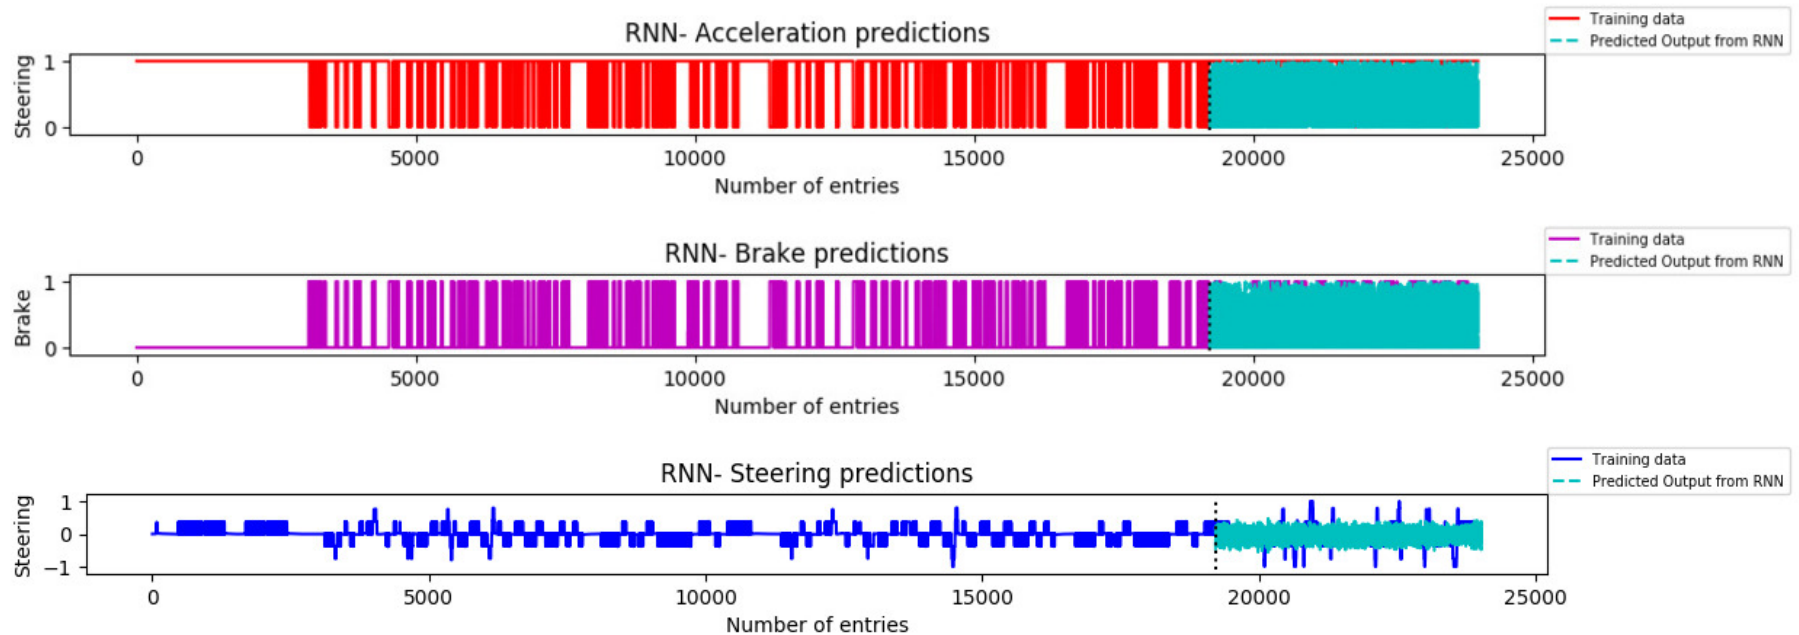 RNN- Acceleration predictions
Training data
Predicted Output from RNN
Steering
1
0
0 5000 10000 15000 20000 25000
Number of entries
RNN- Brake predictions
Training data
Predicted Output from RNN
Brake
1
0
0 5000 10000 15000 20000 25000
Number of entries
RNN- Steering predictions
Training data
Predicted Output from RNN
Steering
1
0
−1
0 5000 10000 15000 20000 25000
Number of entries